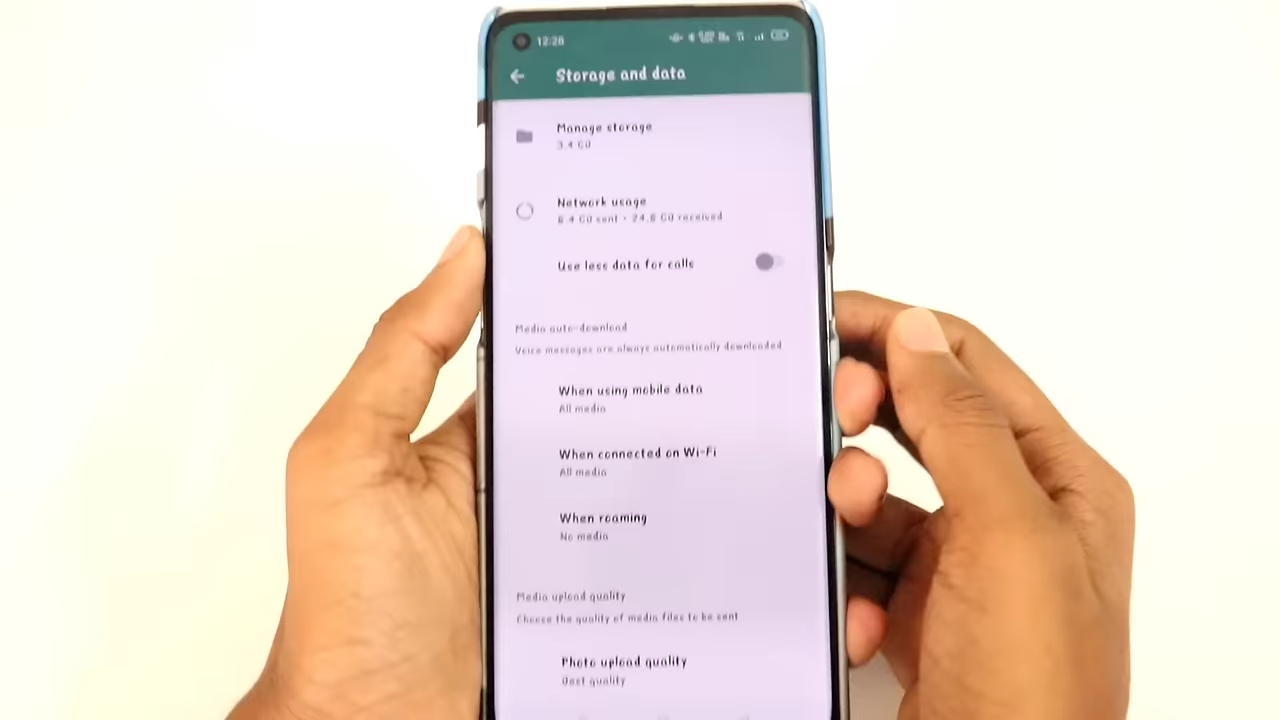 12:26
Storage and data
Manage storage
3.4 GB
Network usage
6.4 GB sent • 24.6 GB received
Use less data for calls
Media auto-download
Voice messages are always automatically downloaded
When using mobile data
All media
When connected on Wi-Fi
All media
When roaming
No media
Media upload quality
Choose the quality of media files to be sent
Photo upload quality
Best quality